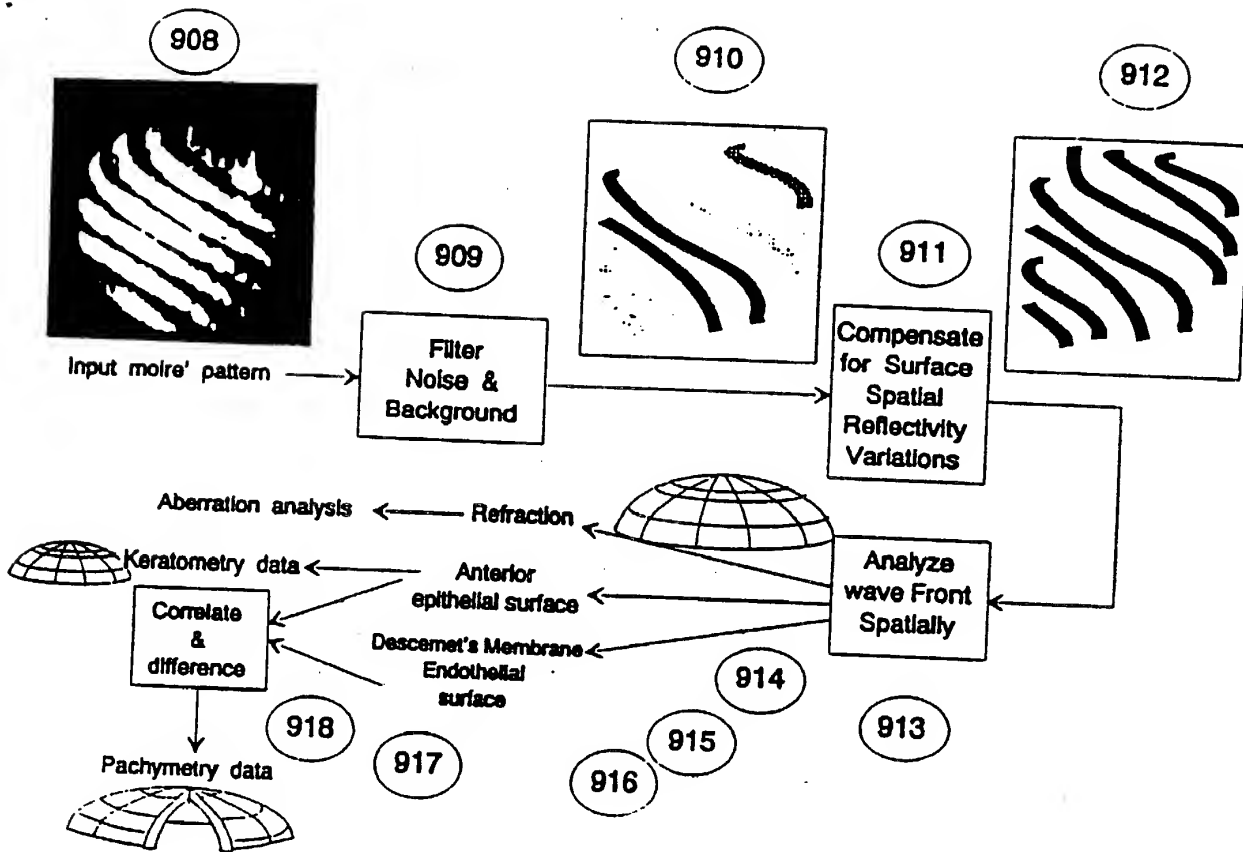 908
910
912
909
911
Input moire' pattern
Filter
Noise &
Background
Compensate
for Surface
Spatial
Reflectivity
Variations
Aberration analysis
Refraction
Keratometry data
Anterior
epithelial surface
Analyze
wave Front
Spatially
Correlate
&
difference
Descemet's Membrane
Endothelial
surface
914
913
918
917
915
916
Pachymetry data